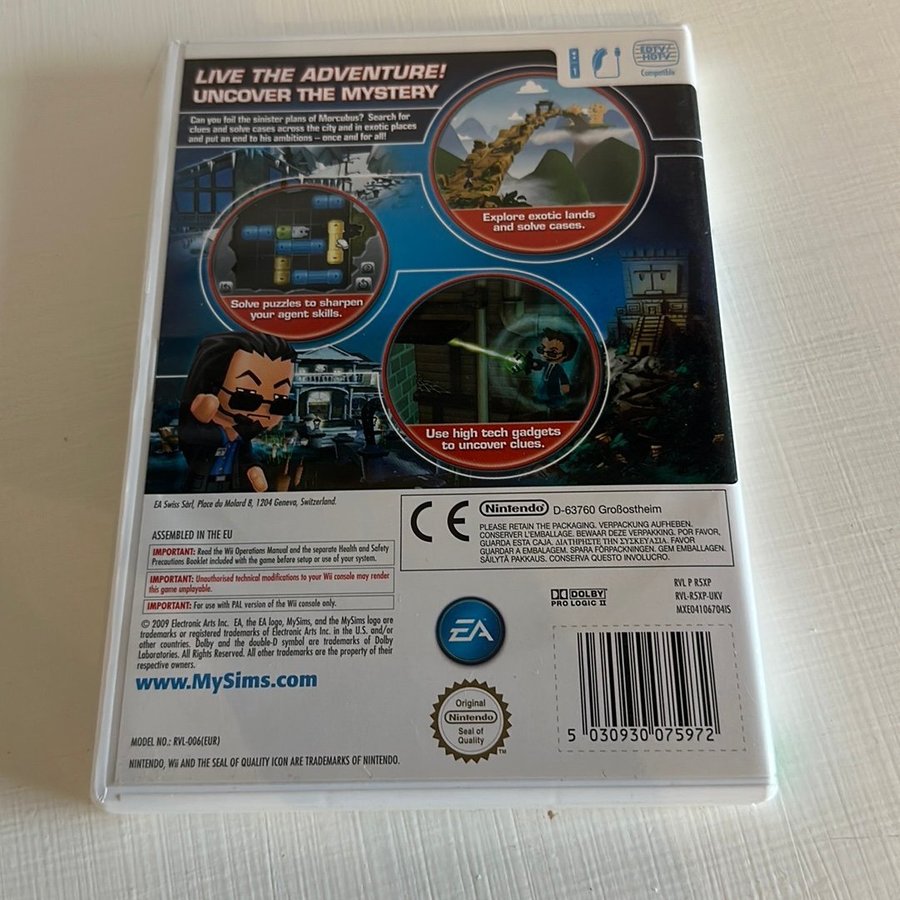 LIVE THE ADVENTURE!
UNCOVER THE MYSTERY
Can you foil the sinister plans of Morcubus? Search for
clues and solve cases across the city and in exotic places
and put an end to his ambitions – once and for all!
EDTV/
HDTV
Compatible
Explore exotic lands
and solve cases.
Solve puzzles to sharpen
your agent skills.
Use high tech gadgets
to uncover clues.
EA Swiss Sàrl, Place du Molard 8, 1204 Geneva, Switzerland.
ASSEMBLED IN THE EU
IMPORTANT: Read the Wii Operations Manual and the separate Health and Safety
Precautions Booklet included with the game before setup or use of your system.
IMPORTANT: Unauthorised technical modifications to your Wii console may render
this game unplayable.
IMPORTANT: For use with PAL version of the Wii console only.
© 2009 Electronic Arts Inc. EA, the EA logo, MySims, and the MySims logo are
trademarks or registered trademarks of Electronic Arts Inc. in the U.S. and/or
other countries. Dolby and the double-D symbol are trademarks of Dolby
Laboratories. All Rights Reserved. All other trademarks are the property of their
respective owners.
www.MySims.com
MODEL NO.: RVL-006(EUR)
NINTENDO, Wii AND THE SEAL OF QUALITY ICON ARE TRADEMARKS OF NINTENDO.
CE
Nintendo
D-63760 Großostheim
PLEASE RETAIN THE PACKAGING. VERPACKUNG AUFHEBEN.
CONSERVER L'EMBALLAGE. BEWAAR DEZE VERPAKKING. POR FAVOR,
GUARDA ESTA CAJA. ΔΙΑΤΗΡΗΣΤΕ ΤΗΝ ΣΥΣΚΕΥΑΣΙΑ. FAVOR
GUARDAR A EMBALAGEM. SPARA FÖRPACKNINGEN. GEM EMBALLAGEN.
SÄILYTÄ PAKKAUS. CONSERVA QUESTO INVOLUCRO.
DOLBY
PRO LOGIC II
RVL P R5XP
RVL-R5XP-UKV
MXE04106704IS
EA
Original
Nintendo
Seal of
Quality
TM
5 030930 075972